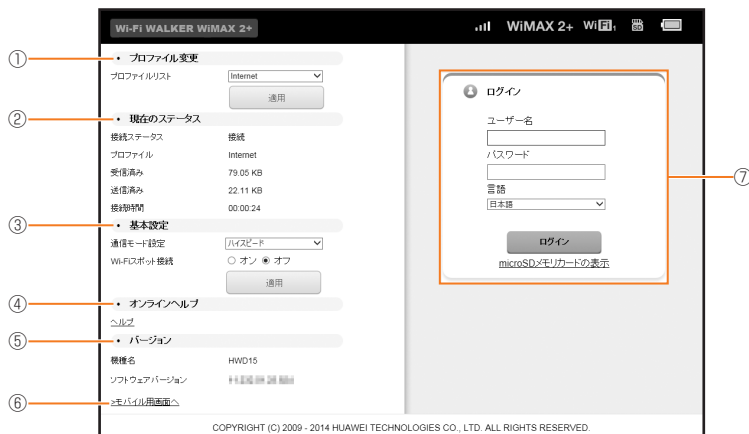 Wi-Fi WALKER WiMAX 2+
WiMAX 2+ WiFi1 SD
① ・ プロファイル変更
プロファイルリスト Internet
適用
② ・ 現在のステータス
接続ステータス 接続
プロファイル Internet
受信済み 79.05 KB
送信済み 22.11 KB
接続時間 00:00:24
③ ・ 基本設定
通信モード設定 ハイスピード
Wi-Fiスポット接続 オン オフ
適用
④ ・ オンラインヘルプ
ヘルプ
⑤ ・ バージョン
機種名 HWD15
ソフトウェアバージョン
⑥ >モバイル用画面へ
ログイン
ユーザー名
パスワード
⑦
言語
日本語
ログイン
microSDメモリカードの表示
COPYRIGHT (C) 2009 - 2014 HUAWEI TECHNOLOGIES CO., LTD. ALL RIGHTS RESERVED.